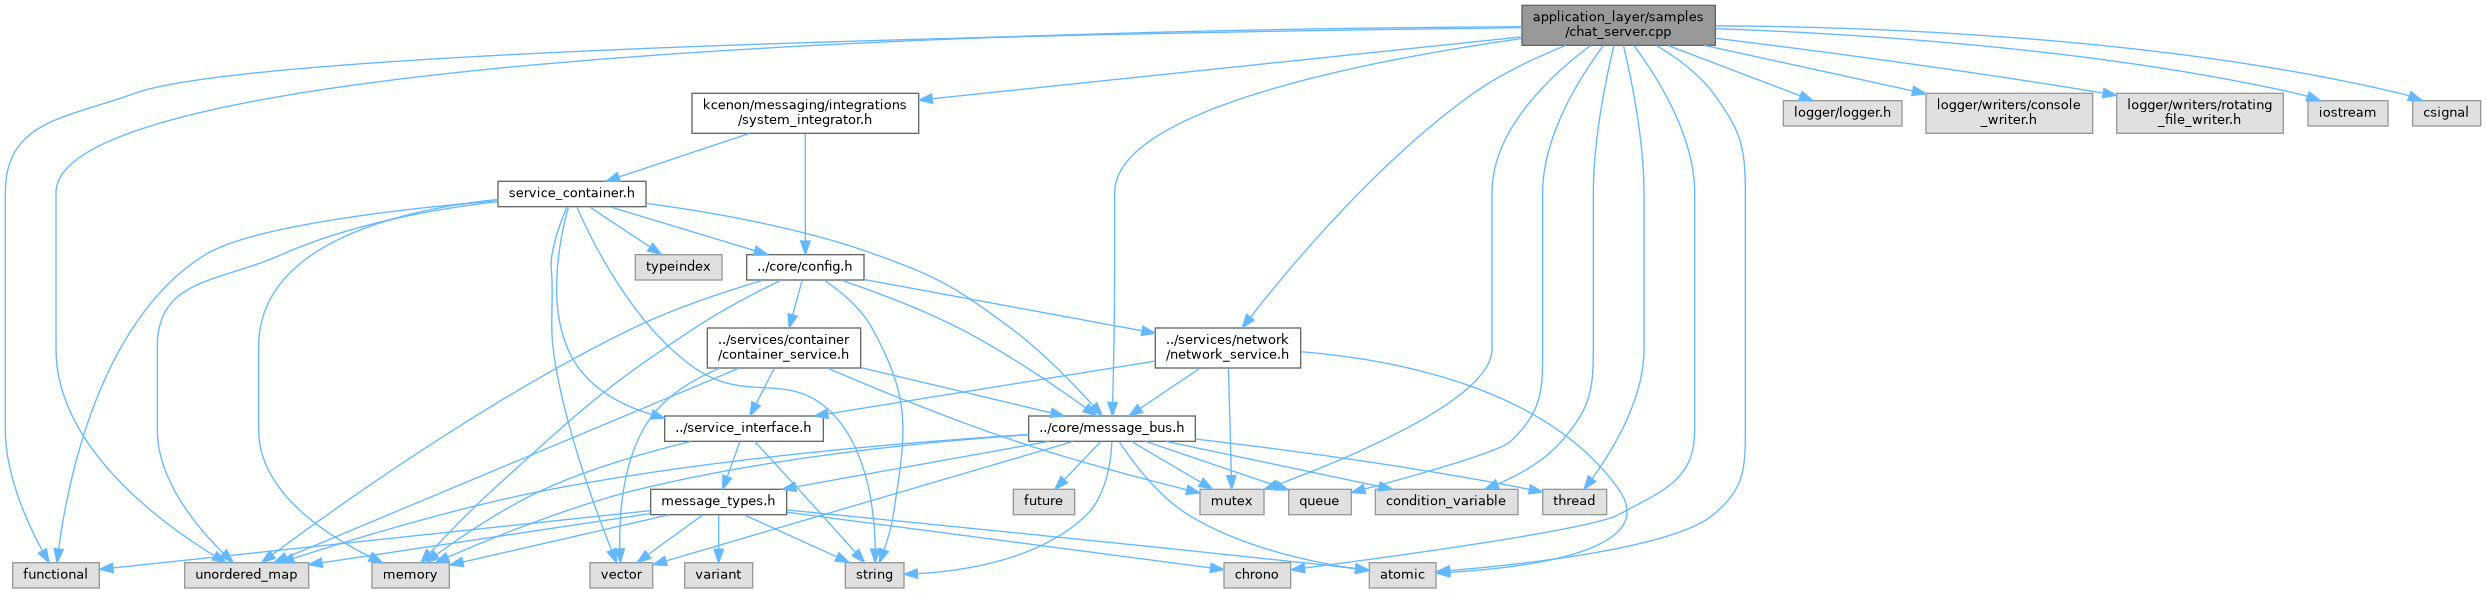 application_layer/samples
/chat_server.cpp
kcenon/messaging/integrations
/system_integrator.h
logger/logger.h
logger/writers/console
_writer.h
logger/writers/rotating
_file_writer.h
iostream
csignal
service_container.h
typeindex
../core/config.h
../services/container
/container_service.h
../services/network
/network_service.h
../service_interface.h
../core/message_bus.h
message_types.h
future
mutex
queue
condition_variable
thread
functional
unordered_map
memory
vector
variant
string
chrono
atomic